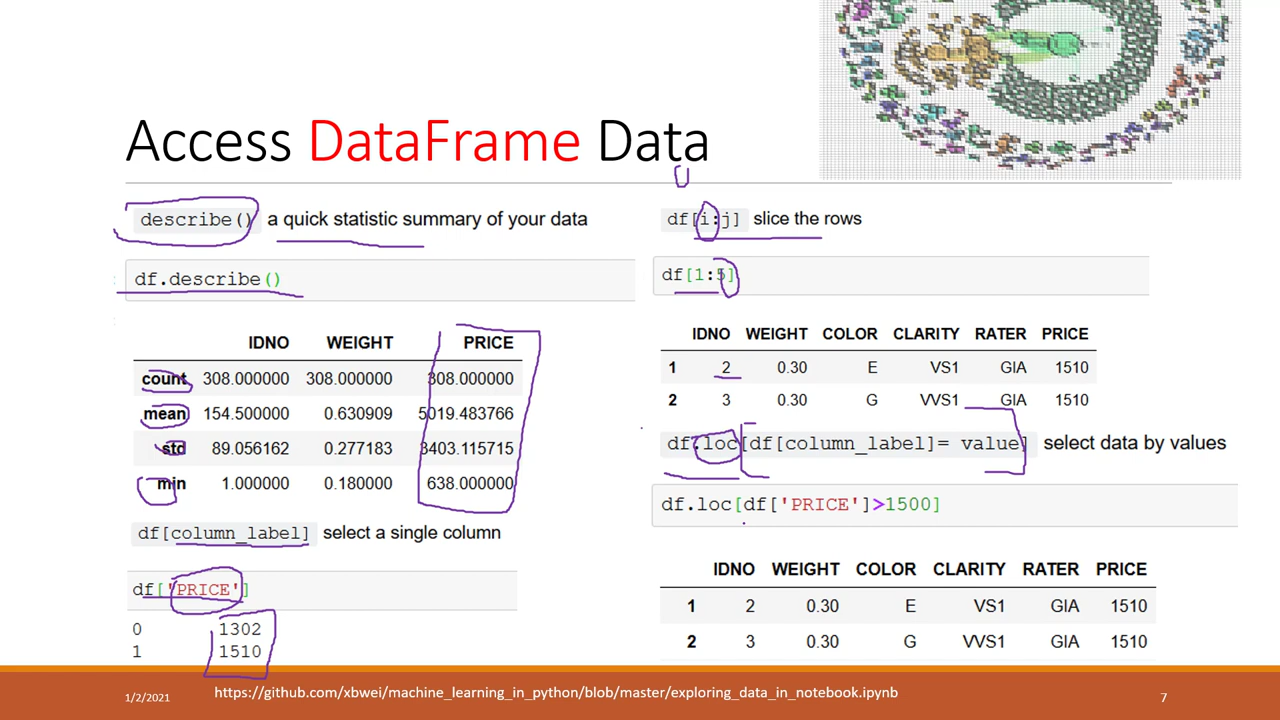 Access DataFrame Data
describe() a quick statistic summary of your data
df.describe()
IDNO WEIGHT PRICE
count 308.000000 308.000000 308.000000
mean 154.500000 0.630909 5019.483766
std 89.056162 0.277183 3403.115715
min 1.000000 0.180000 638.000000
df[column_label] select a single column
df['PRICE']
0 1302
1 1510
df[i:j] slice the rows
df[1:5]
IDNO WEIGHT COLOR CLARITY RATER PRICE
1 2 0.30 E VS1 GIA 1510
2 3 0.30 G VVS1 GIA 1510
df.loc[df[column_label]= value] select data by values
df.loc[df['PRICE']>1500]
IDNO WEIGHT COLOR CLARITY RATER PRICE
1 2 0.30 E VS1 GIA 1510
2 3 0.30 G VVS1 GIA 1510
1/2/2021 https://github.com/xbwei/machine_learning_in_python/blob/master/exploring_data_in_notebook.ipynb 7